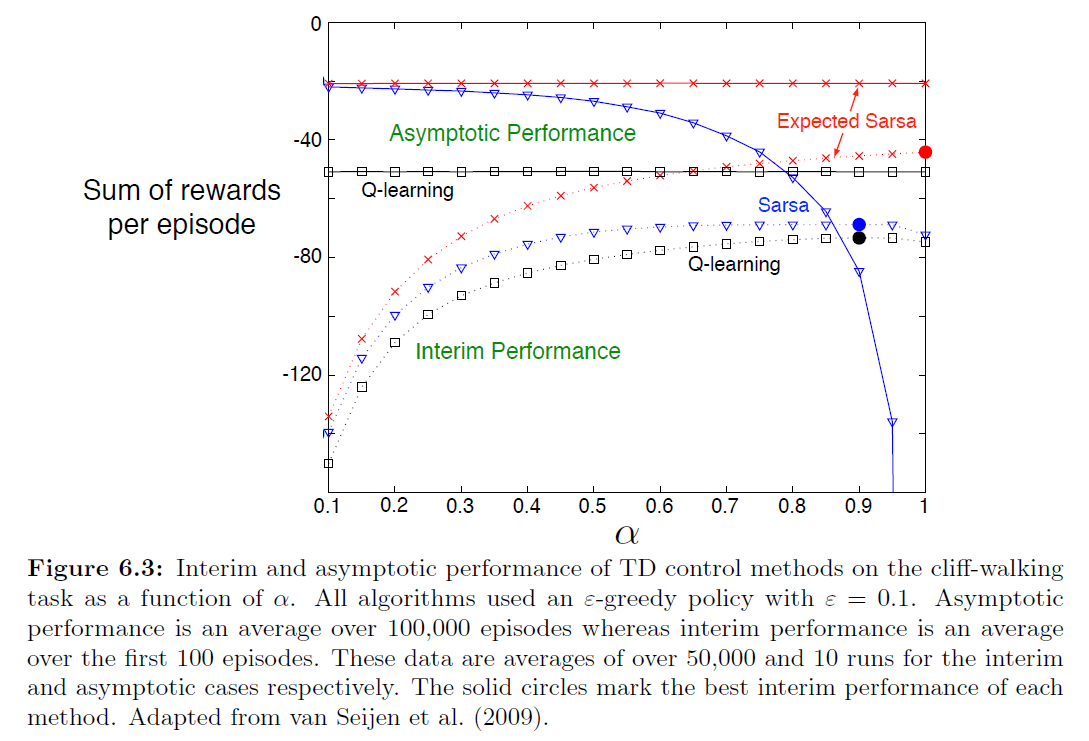 0
-40
-80
-120
Sum of rewards
per episode
Asymptotic Performance
Expected Sarsa
Q-learning
Sarsa
Q-learning
Interim Performance
0.1 0.2 0.3 0.4 0.5 0.6 0.7 0.8 0.9 1
α
Figure 6.3: Interim and asymptotic performance of TD control methods on the cliff-walking
task as a function of α. All algorithms used an ε-greedy policy with ε = 0.1. Asymptotic
performance is an average over 100,000 episodes whereas interim performance is an average
over the first 100 episodes. These data are averages of over 50,000 and 10 runs for the interim
and asymptotic cases respectively. The solid circles mark the best interim performance of each
method. Adapted from van Seijen et al. (2009).